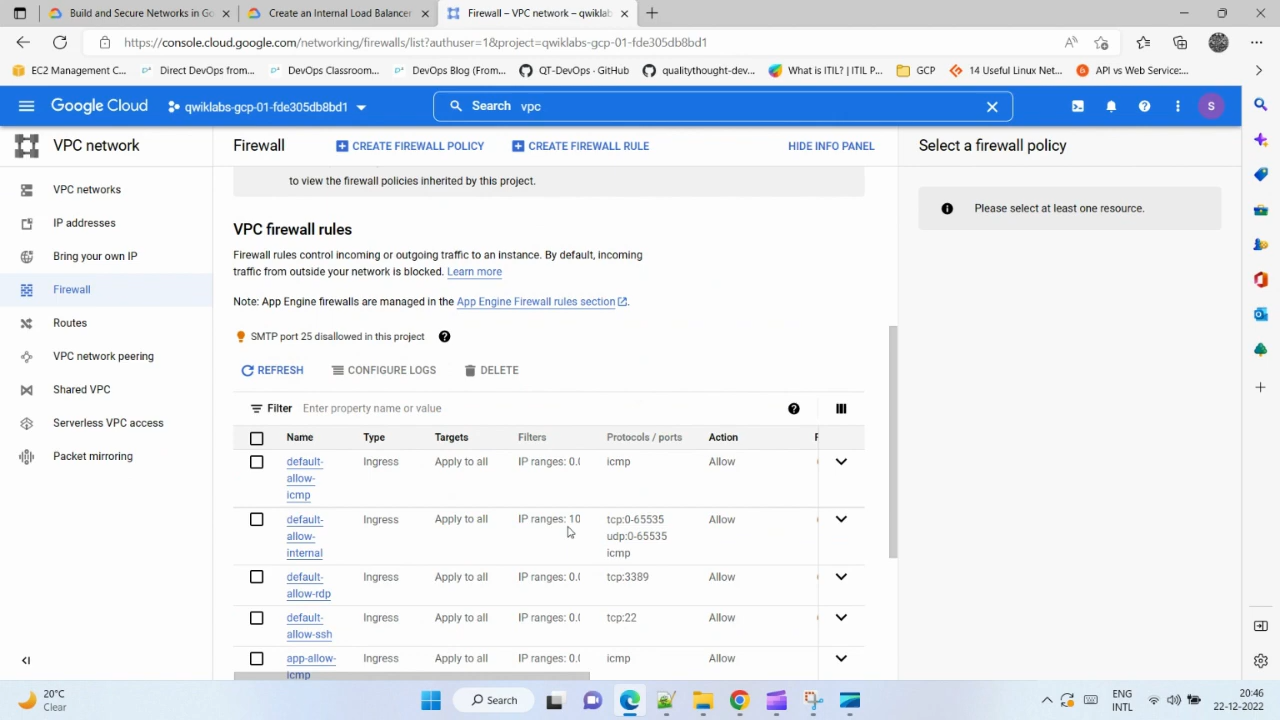 Build and Secure Networks in Go
Create an Internal Load Balancer
Firewall – VPC network – qwiklab
https://console.cloud.google.com/networking/firewalls/list?authuser=1&project=qwiklabs-gcp-01-fde305db8bd1
EC2 Management C...
Direct DevOps from...
DevOps Classroom...
DevOps Blog (From...
QT-DevOps · GitHub
qualitythought-dev...
What is ITIL? | ITIL P...
GCP
14 Useful Linux Net...
API vs Web Service:...
Google Cloud
qwiklabs-gcp-01-fde305db8bd1
Search vpc
S
VPC network
Firewall
CREATE FIREWALL POLICY
CREATE FIREWALL RULE
HIDE INFO PANEL
Select a firewall policy
VPC networks
IP addresses
Bring your own IP
Firewall
Routes
VPC network peering
Shared VPC
Serverless VPC access
Packet mirroring
to view the firewall policies inherited by this project.
Please select at least one resource.
VPC firewall rules
Firewall rules control incoming or outgoing traffic to an instance. By default, incoming
traffic from outside your network is blocked. Learn more
Note: App Engine firewalls are managed in the App Engine Firewall rules section.
SMTP port 25 disallowed in this project
REFRESH
CONFIGURE LOGS
DELETE
Filter Enter property name or value
Name Type Targets Filters Protocols / ports Action
default-
allow-
icmp
Ingress Apply to all IP ranges: 0.0 icmp Allow
default-
allow-
internal
Ingress Apply to all IP ranges: 10 tcp:0-65535
udp:0-65535
icmp
Allow
default-
allow-rdp
Ingress Apply to all IP ranges: 0.0 tcp:3389 Allow
default-
allow-ssh
Ingress Apply to all IP ranges: 0.0 tcp:22 Allow
app-allow-
icmp
Ingress Apply to all IP ranges: 0.0 icmp Allow
20°C
Clear
Search
ENG
INTL
20:46
22-12-2022